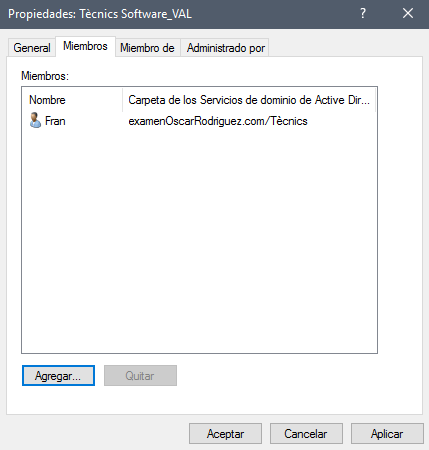 Propiedades: Tècnics Software_VAL
?
General Miembros Miembro de Administrado por
Miembros:
Nombre Carpeta de los Servicios de dominio de Active Dir...
Fran examenOscarRodriguez.com/Tècnics
Agregar... Quitar
Aceptar Cancelar Aplicar